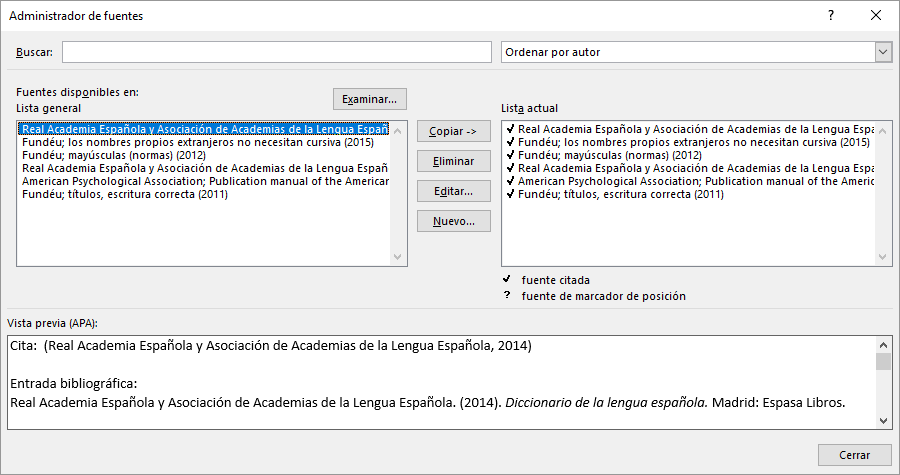 Administrador de fuentes
?
Buscar:
Ordenar por autor
Fuentes disponibles en:
Lista general
Examinar...
Real Academia Española y Asociación de Academias de la Lengua Españ
Fundéu; los nombres propios extranjeros no necesitan cursiva (2015)
Fundéu; mayúsculas (normas) (2012)
Real Academia Española y Asociación de Academias de la Lengua Españ
American Psychological Association; Publication manual of the American
Fundéu; títulos, escritura correcta (2011)
Copiar ->
Eliminar
Editar...
Nuevo...
Lista actual
✓ Real Academia Española y Asociación de Academias de la Lengua Espa
✓ Fundéu; los nombres propios extranjeros no necesitan cursiva (2015)
✓ Fundéu; mayúsculas (normas) (2012)
✓ Real Academia Española y Asociación de Academias de la Lengua Espa
✓ American Psychological Association; Publication manual of the Americ
✓ Fundéu; títulos, escritura correcta (2011)
✓ fuente citada
? fuente de marcador de posición
Vista previa (APA):
Cita: (Real Academia Española y Asociación de Academias de la Lengua Española, 2014)
Entrada bibliográfica:
Real Academia Española y Asociación de Academias de la Lengua Española. (2014). Diccionario de la lengua española. Madrid: Espasa Libros.
Cerrar